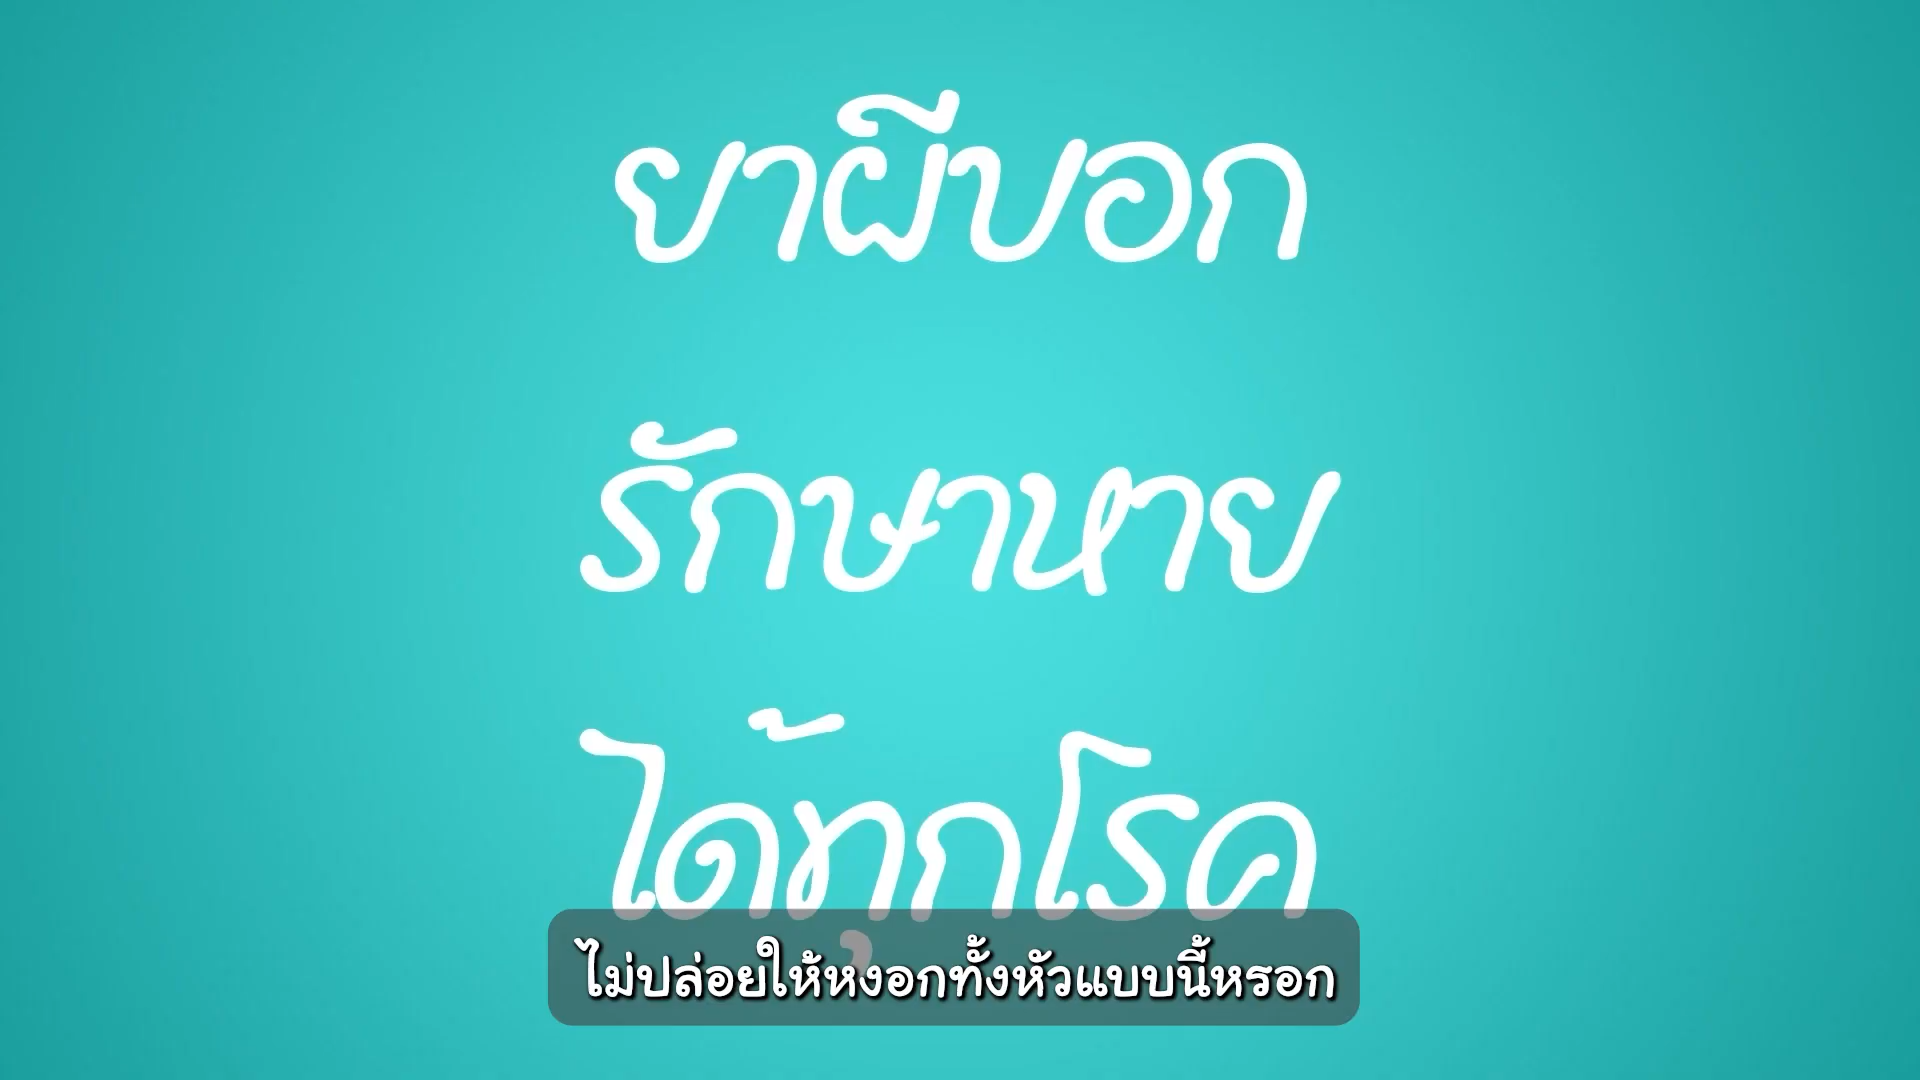 ยาผีบอก
รักษาหาย
ได้ทุกโรค
ไม่ปล่อยให้หงอกทั้งหัวแบบนี้หรอก